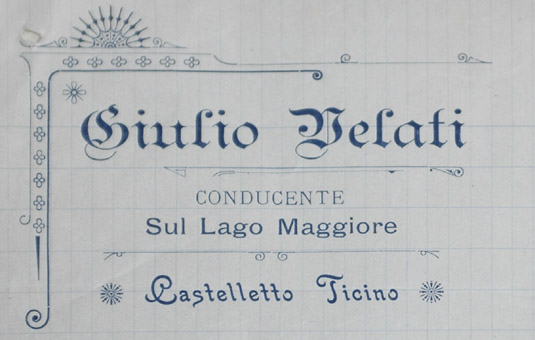 Giulio Velati
CONDUCENTE
Sul Lago Maggiore
Castelletto Ticino